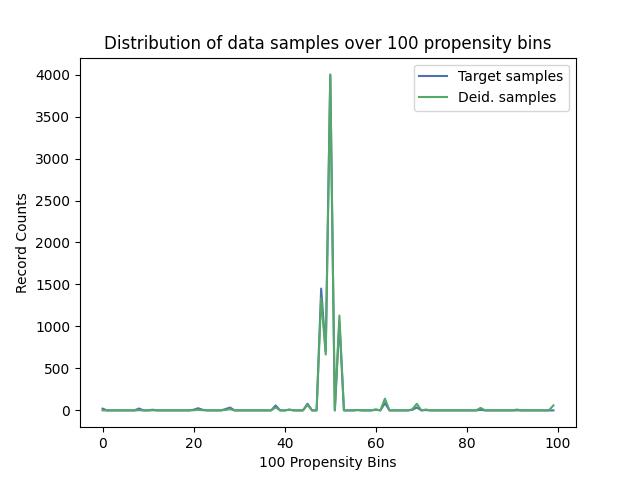 Distribution of data samples over 100 propensity bins
Target samples
Deid. samples
4000
3500
3000
2500
2000
1500
1000
500
0
Record Counts
0 20 40 60 80 100
100 Propensity Bins